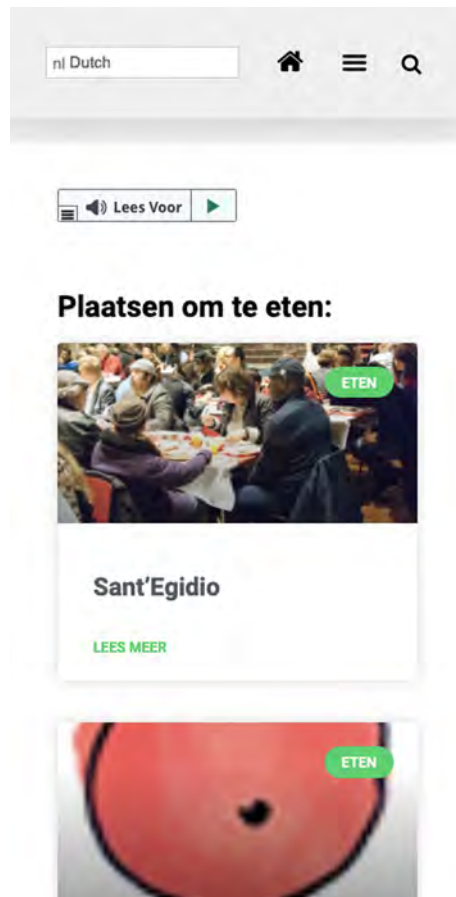 nl Dutch
Lees Voor
Plaatsen om te eten:
ETEN
Sant’Egidio
LEES MEER
ETEN